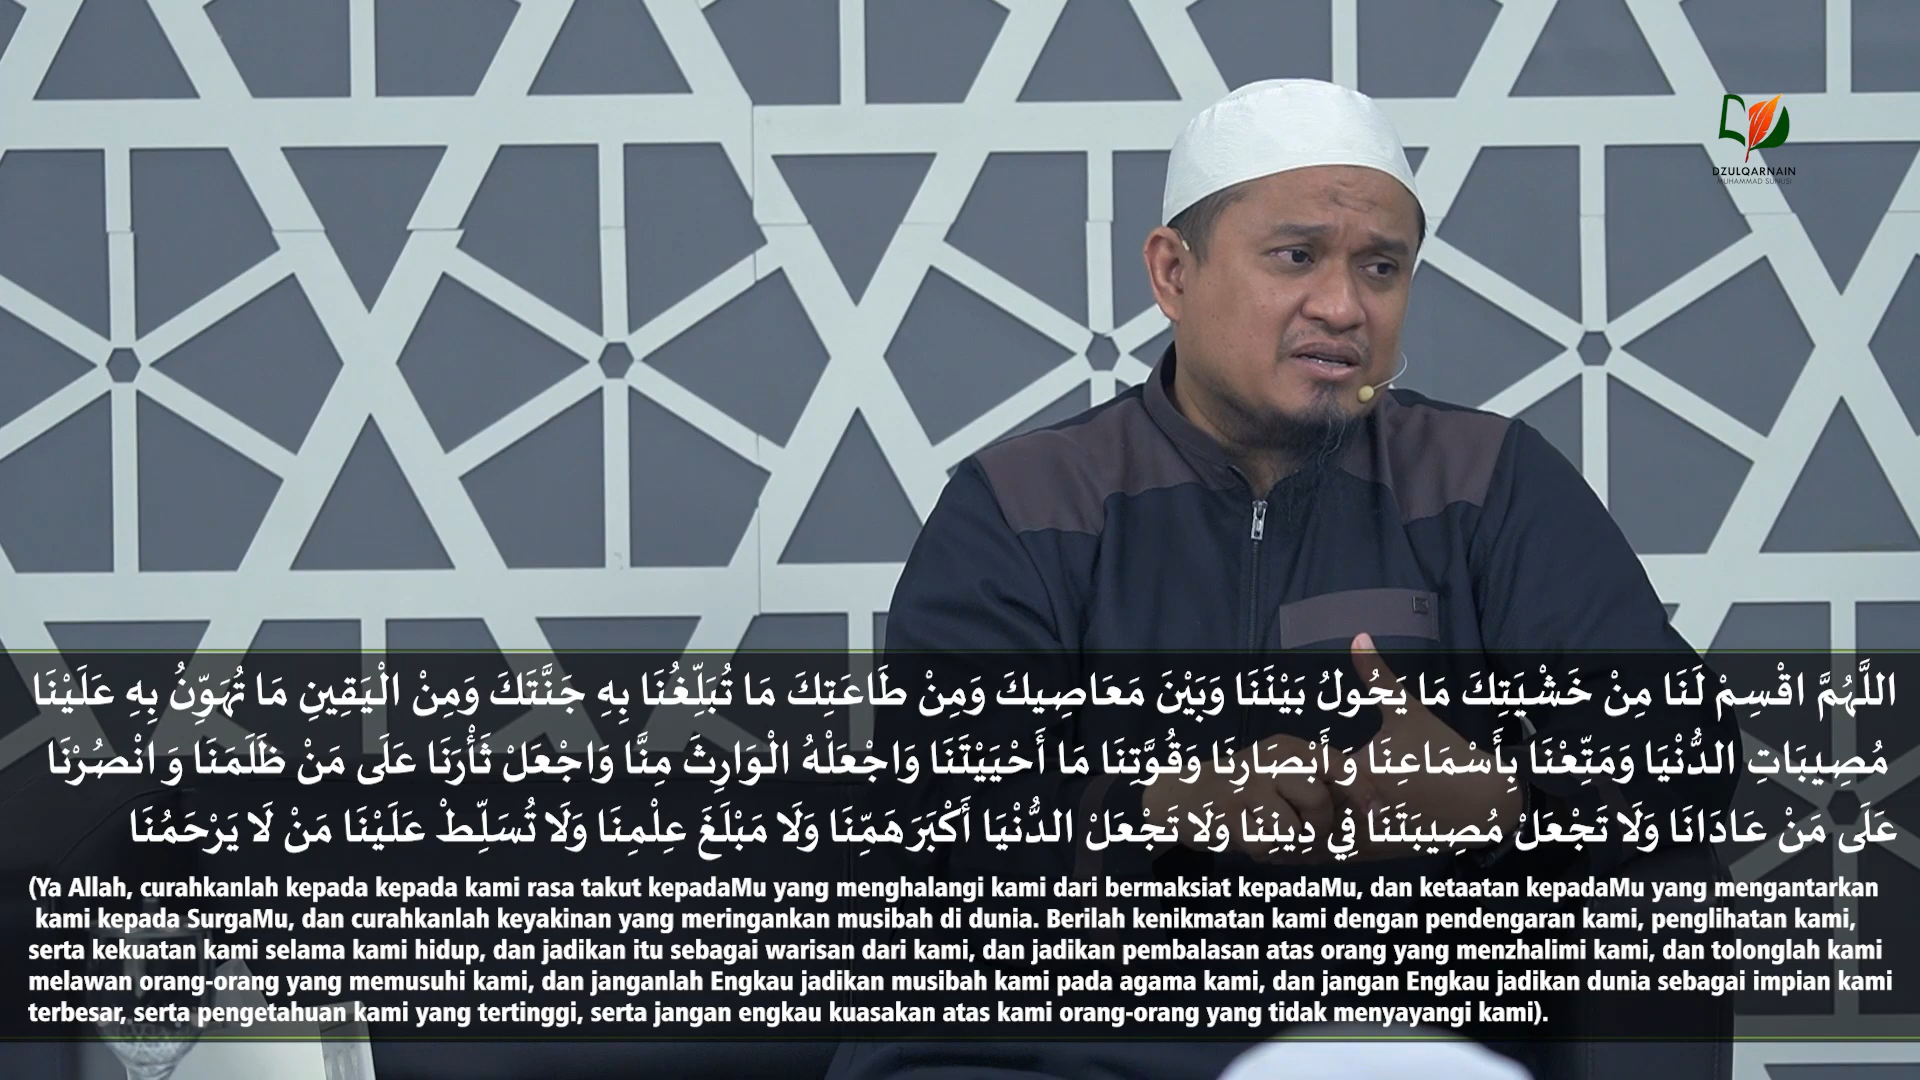 DZULQARNAIN
MUHAMMAD SUNUSI
اللَّهُمَّ اقْسِمْ لَنَا مِنْ خَشْيَتِكَ مَا يَحُولُ بَيْنَنَا وَبَيْنَ مَعَاصِيكَ وَمِنْ طَاعَتِكَ مَا تُبَلِّغُنَا بِهِ جَنَّتَكَ وَمِنْ الْيَقِينِ مَا تُهَوِّنُ بِهِ عَلَيْنَا
مُصِيبَاتِ الدُّنْيَا وَمَتِّعْنَا بِأَسْمَاعِنَا وَأَبْصَارِنَا وَقُوَّتِنَا مَا أَحْيَيْتَنَا وَاجْعَلْهُ الْوَارِثَ مِنَّا وَاجْعَلْ ثَأْرَنَا عَلَى مَنْ ظَلَمَنَا وَانْصُرْنَا
عَلَى مَنْ عَادَانَا وَلَا تَجْعَلْ مُصِيبَتَنَا فِي دِينِنَا وَلَا تَجْعَلْ الدُّنْيَا أَكْبَرَ هَمِّنَا وَلَا مَبْلَغَ عِلْمِنَا وَلَا تُسَلِّطْ عَلَيْنَا مَنْ لَا يَرْحَمُنَا
(Ya Allah, curahkanlah kepada kepada kami rasa takut kepadaMu yang menghalangi kami dari bermaksiat kepadaMu, dan ketaatan kepadaMu yang mengantarkan
kami kepada SurgaMu, dan curahkanlah keyakinan yang meringankan musibah di dunia. Berilah kenikmatan kami dengan pendengaran kami, penglihatan kami,
serta kekuatan kami selama kami hidup, dan jadikan itu sebagai warisan dari kami, dan jadikan pembalasan atas orang yang menzhalimi kami, dan tolonglah kami
melawan orang-orang yang memusuhi kami, dan janganlah Engkau jadikan musibah kami pada agama kami, dan jangan Engkau jadikan dunia sebagai impian kami
terbesar, serta pengetahuan kami yang tertinggi, serta jangan engkau kuasakan atas kami orang-orang yang tidak menyayangi kami).